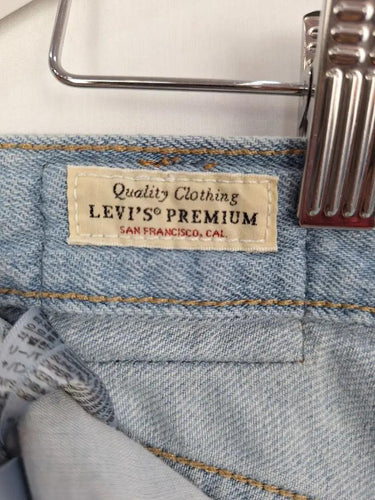 Quality Clothing
LEVI'S® PREMIUM
SAN FRANCISCO, CAL.